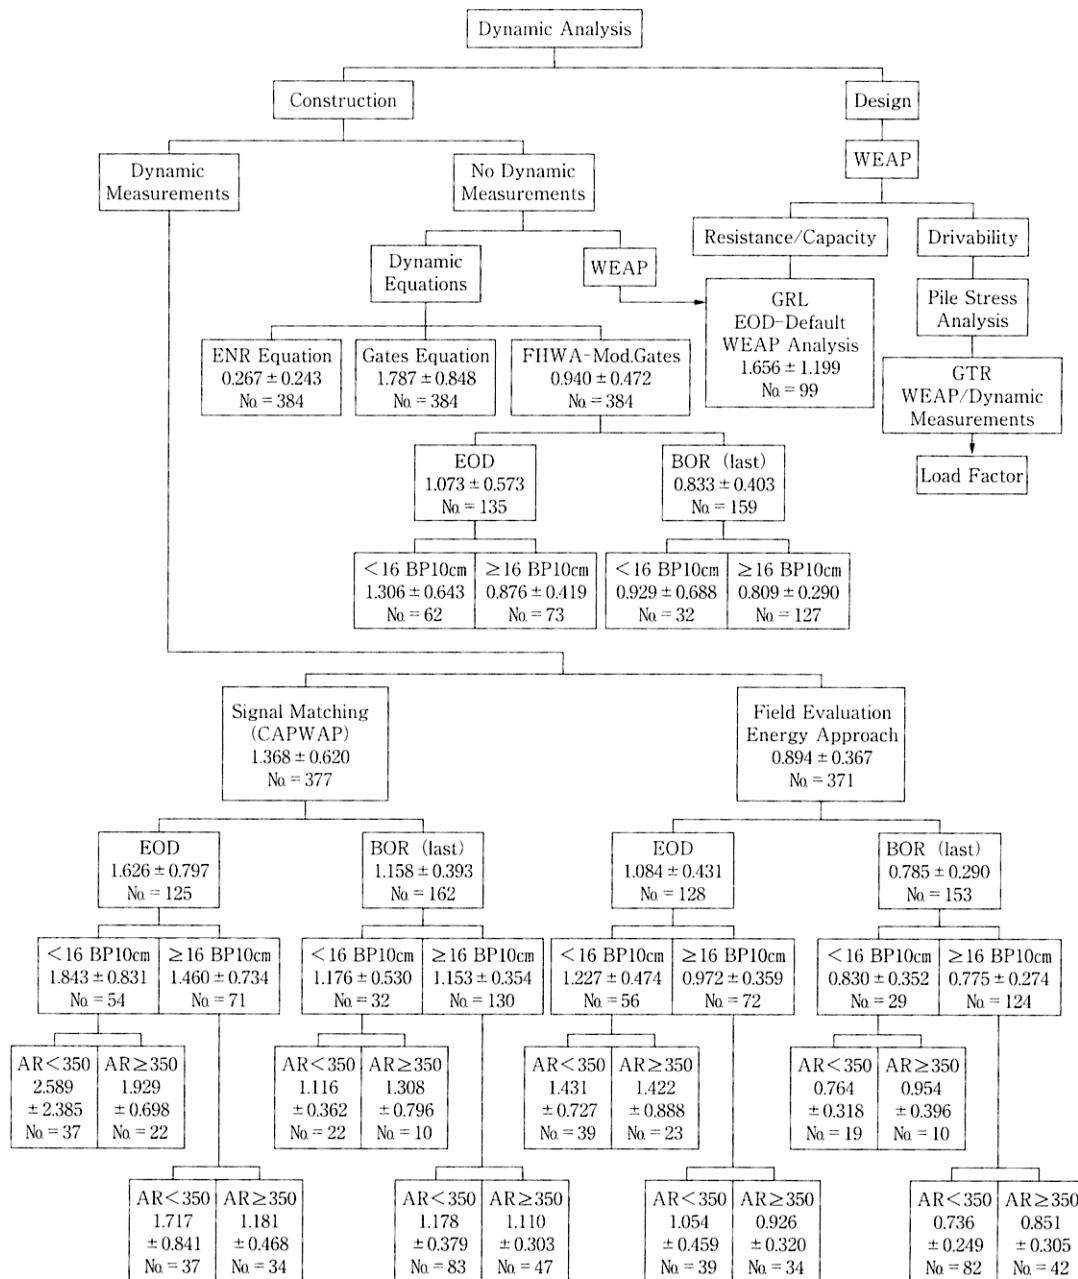 Dynamic Analysis
Construction
Design
Dynamic
Measurements
No Dynamic
Measurements
WEAP
Dynamic
Equations
WEAP
Resistance/Capacity
Drivability
GRL
EOD-Default
WEAP Analysis
1.656 ± 1.199
No. = 99
Pile Stress
Analysis
GTR
WEAP/Dynamic
Measurements
Load Factor
ENR Equation
0.267 ± 0.243
No. = 384
Gates Equation
1.787 ± 0.848
No. = 384
FHWA-Mod.Gates
0.940 ± 0.472
No. = 384
EOD
1.073 ± 0.573
No. = 135
BOR (last)
0.833 ± 0.403
No. = 159
<16 BP10cm
1.306 ± 0.643
No. = 62
≥16 BP10cm
0.876 ± 0.419
No. = 73
<16 BP10cm
0.929 ± 0.688
No. = 32
≥16 BP10cm
0.809 ± 0.290
No. = 127
Signal Matching
(CAPWAP)
1.368 ± 0.620
No. = 377
Field Evaluation
Energy Approach
0.894 ± 0.367
No. = 371
EOD
1.626 ± 0.797
No. = 125
BOR (last)
1.158 ± 0.393
No. = 162
EOD
1.084 ± 0.431
No. = 128
BOR (last)
0.785 ± 0.290
No. = 153
<16 BP10cm
1.843 ± 0.831
No. = 54
≥16 BP10cm
1.460 ± 0.734
No. = 71
<16 BP10cm
1.176 ± 0.530
No. = 32
≥16 BP10cm
1.153 ± 0.354
No. = 130
<16 BP10cm
1.227 ± 0.474
No. = 56
≥16 BP10cm
0.972 ± 0.359
No. = 72
<16 BP10cm
0.830 ± 0.352
No. = 29
≥16 BP10cm
0.775 ± 0.274
No. = 124
AR<350
2.589
± 2.385
No. = 37
AR≥350
1.929
± 0.698
No. = 22
AR<350
1.116
± 0.362
No. = 22
AR≥350
1.308
± 0.796
No. = 10
AR<350
1.431
± 0.727
No. = 39
AR≥350
1.422
± 0.888
No. = 23
AR<350
0.764
± 0.318
No. = 19
AR≥350
0.954
± 0.396
No. = 10
AR<350
1.717
± 0.841
No. = 37
AR≥350
1.181
± 0.468
No. = 34
AR<350
1.178
± 0.379
No. = 83
AR≥350
1.110
± 0.303
No. = 47
AR<350
1.054
± 0.459
No. = 39
AR≥350
0.926
± 0.320
No. = 34
AR<350
0.736
± 0.249
No. = 82
AR≥350
0.851
± 0.305
No. = 42